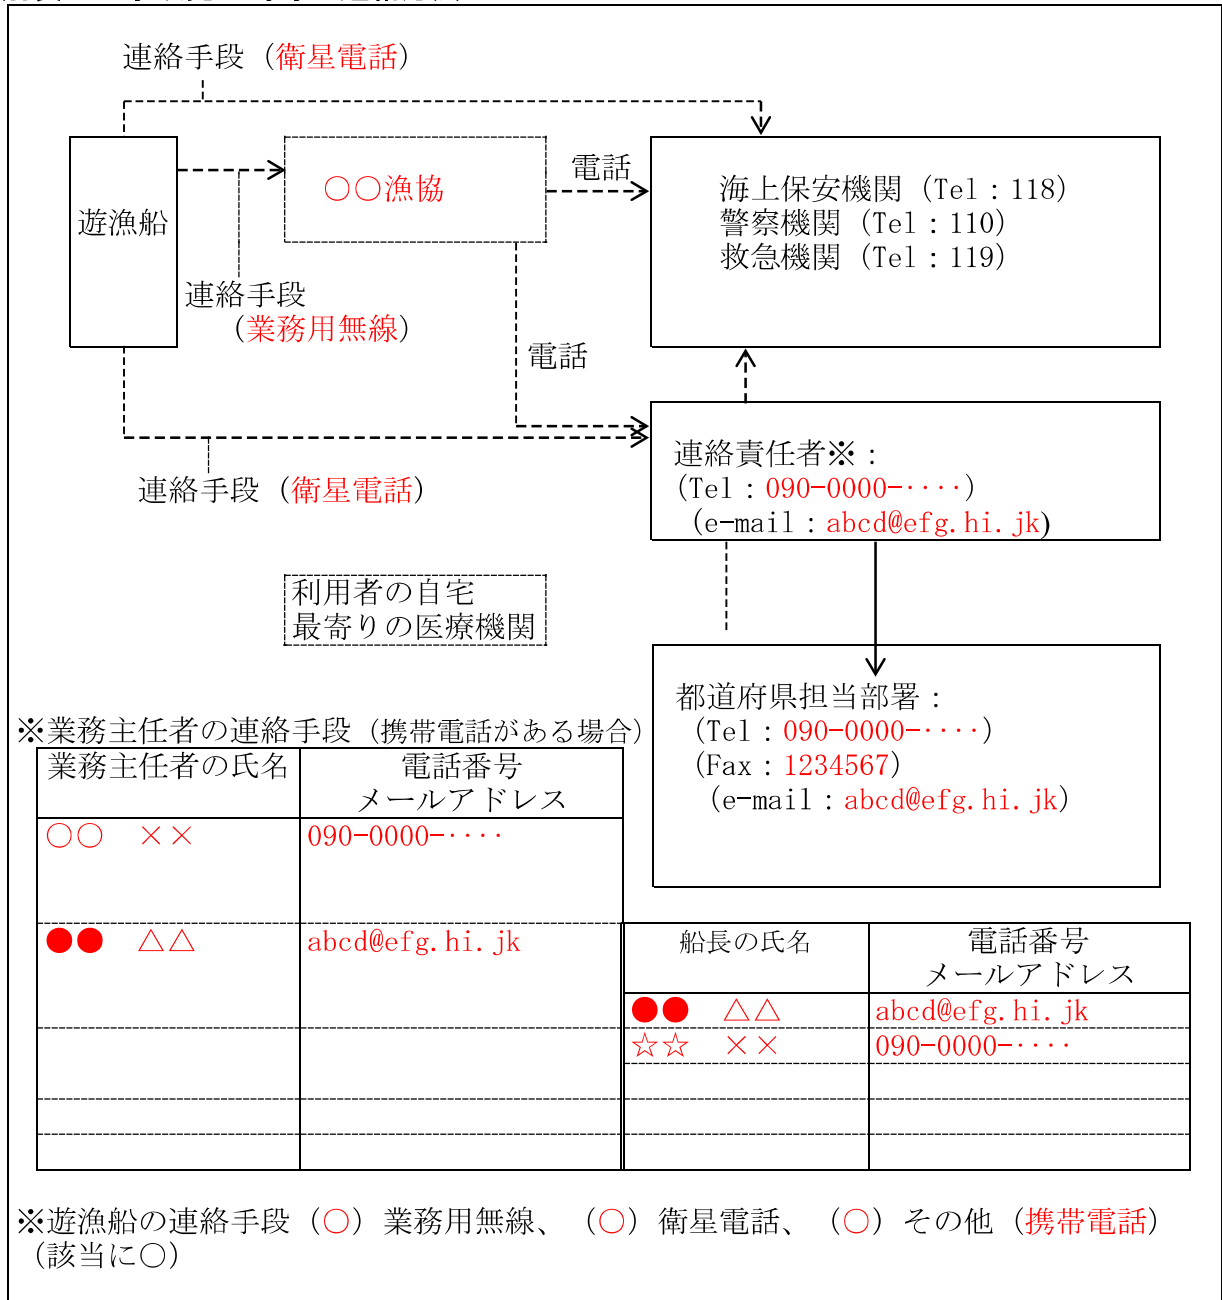 連絡手段（衛星電話）
遊漁船
〇〇漁協
電話
海上保安機関（Tel：118）
警察機関（Tel：110）
救急機関（Tel：119）
連絡手段
（業務用無線）
電話
連絡責任者※：
（Tel：090-0000-‥‥）
（e-mail：abcd@efg.hi.jk)
連絡手段（衛星電話）
利用者の自宅
最寄りの医療機関
都道府県担当部署：
（Tel：090-0000-‥‥）
（Fax：1234567）
（e-mail：abcd@efg.hi.jk）
※業務主任者の連絡手段（携帯電話がある場合）
業務主任者の氏名 電話番号
メールアドレス
〇〇　×× 090-0000-‥‥
●●　△△ abcd@efg.hi.jk
船長の氏名 電話番号
メールアドレス
●●　△△ abcd@efg.hi.jk
☆☆　×× 090-0000-‥‥
※遊漁船の連絡手段（〇）業務用無線、（〇）衛星電話、（〇）その他（携帯電話）
（該当に〇）